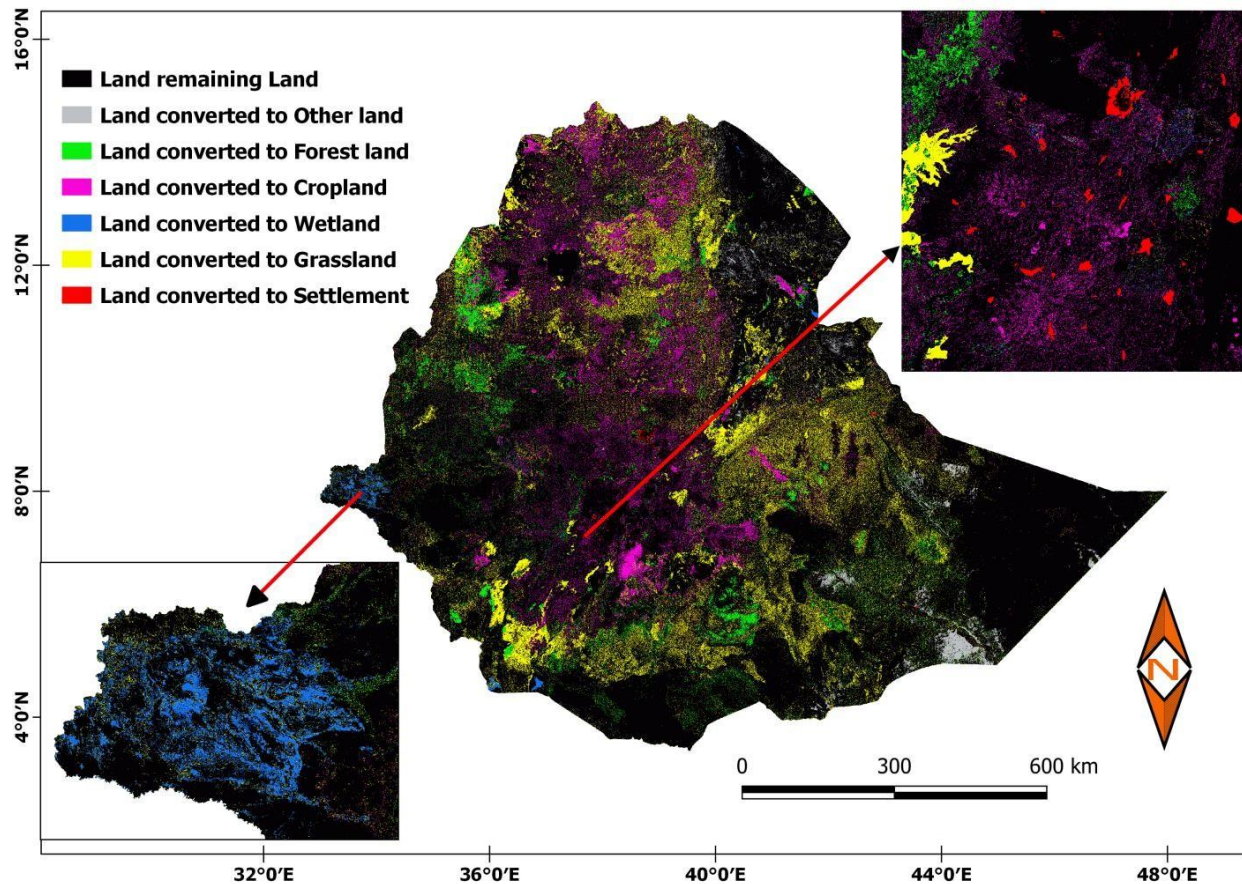 16°0′N
12°0′N
8°0′N
4°0′N
Land remaining Land
Land converted to Other land
Land converted to Forest land
Land converted to Cropland
Land converted to Wetland
Land converted to Grassland
Land converted to Settlement
N
0 300 600 km
32°0′E 36°0′E 40°0′E 44°0′E 48°0′E